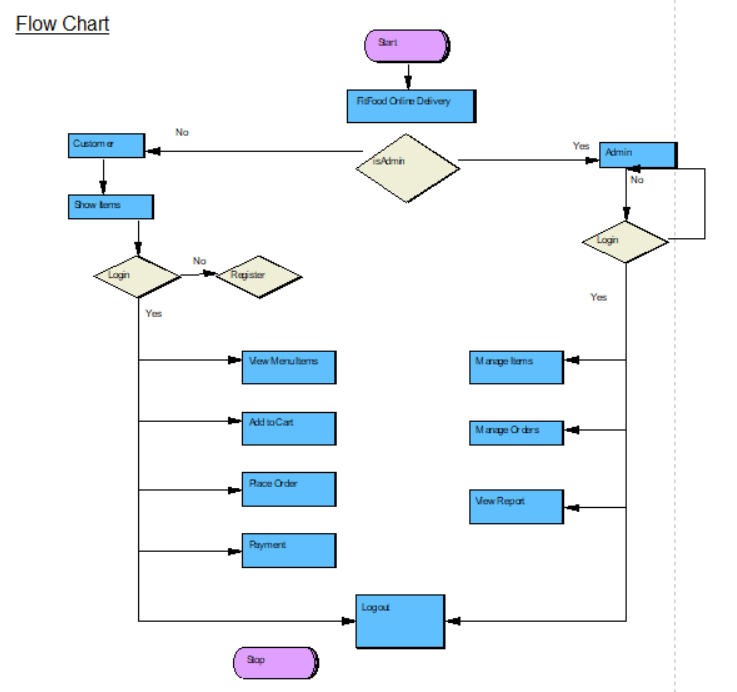 Flow Chart
Start
FitFood Online Delivery
No
Yes
Customer
isAdmin
Admin
No
Show Items
Login
No
Register
Login
Yes
Yes
View Menu Items
Manage Items
Add to Cart
Manage Orders
Place Order
View Report
Payment
Logout
Stop